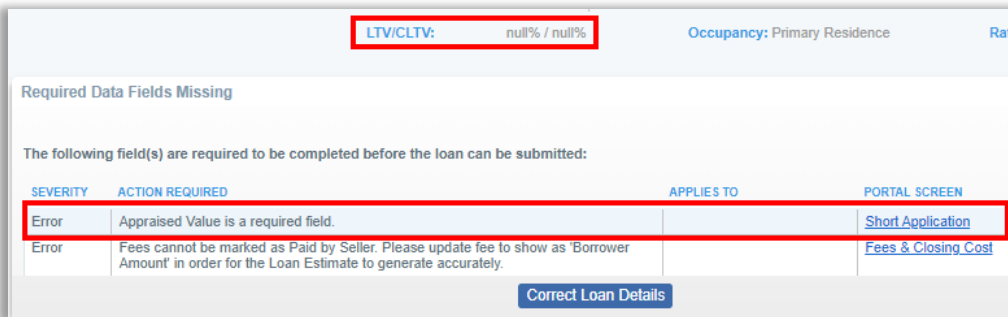 LTV/CLTV: null% / null% Occupancy: Primary Residence
Required Data Fields Missing
The following field(s) are required to be completed before the loan can be submitted:
SEVERITY ACTION REQUIRED APPLIES TO PORTAL SCREEN
Error Appraised Value is a required field. Short Application
Error Fees cannot be marked as Paid by Seller. Please update fee to show as 'Borrower Fees & Closing Cost
Amount' in order for the Loan Estimate to generate accurately.
Correct Loan Details